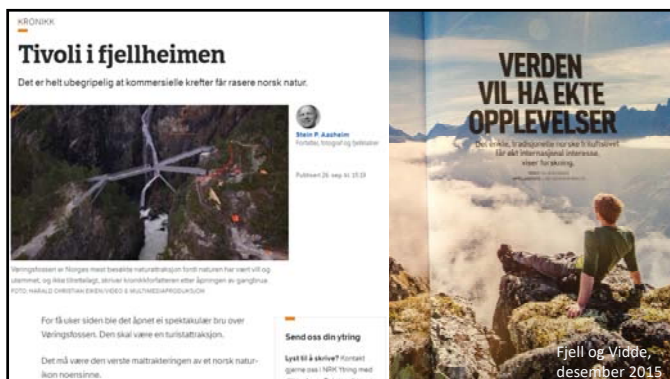 KRONIKK
Tivoli i fjellheimen
Det er helt ubegripelig at kommersielle krefter får rasere norsk natur.
Stein P. Aasheim
Forfatter, fotograf og fjellelsker
Publisert 26. sep. kl. 15:19
Vøringsfossen er Norges mest besøkte naturattraksjon fordi naturen har vært vill og
utemmet, og ikke tilrettelagt, skriver kronikkforfatteren etter åpningen av gangbrua.
FOTO: HARALD CHRISTIAN EIKEN/VIDEO & MULTIMEDIAPRODUKSJON
For få uker siden ble det åpnet ei spektakulær bru over
Vøringsfossen. Den skal være en turistattraksjon.
Det må være den verste maltrakteringen av et norsk natur-
ikon noensinne.
Send oss din ytring
Lyst til å skrive? Kontakt
gjerne oss i NRK Ytring med
VERDEN
VIL HA EKTE
OPPLEVELSER
Det enkle, tradisjonelle norske friluftslivet
får økt internasjonal interesse,
viser forskning.
Fjell og Vidde,
desember 2015